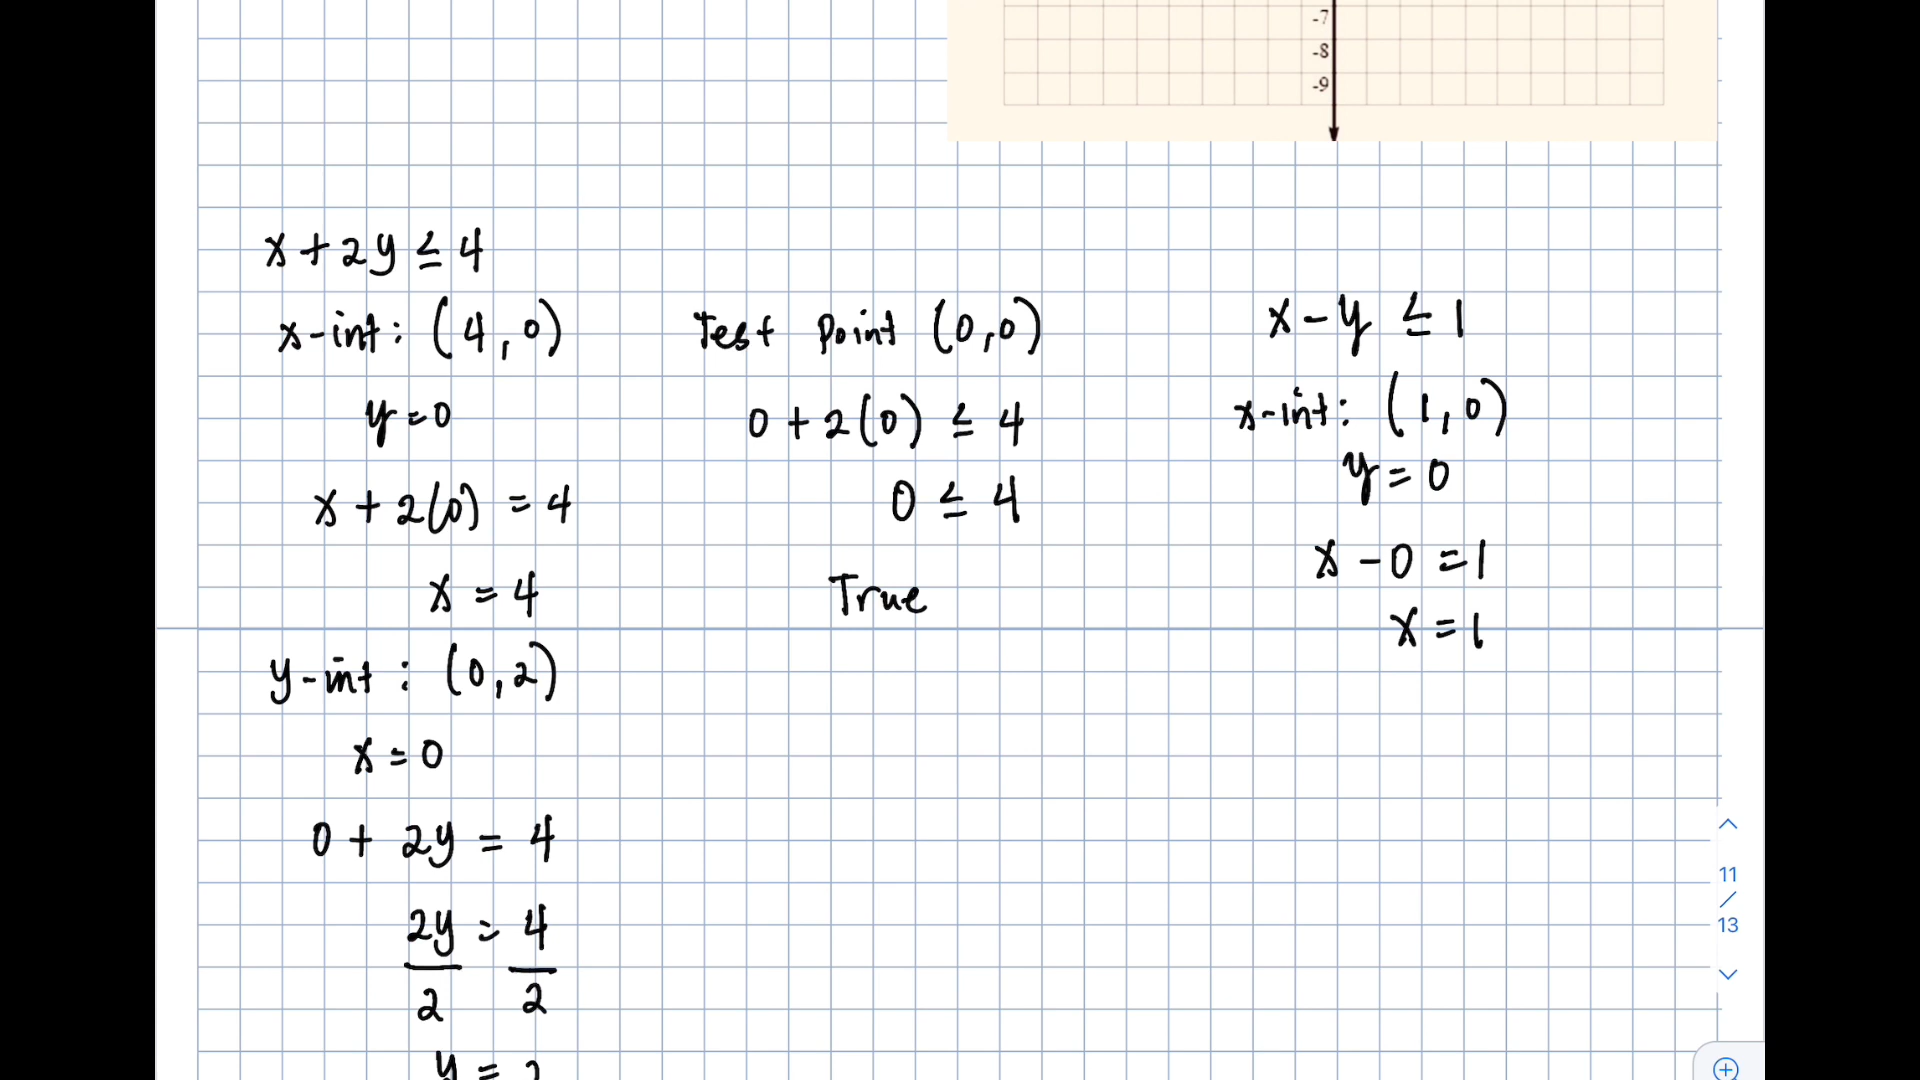 -7
-8
-9
x + 2y ≤ 4
x-int: (4,0)
y=0
x + 2(0) = 4
x = 4
y-int: (0,2)
x = 0
0 + 2y = 4
2y = 4
2 2
y =
Test Point (0,0)
0 + 2(0) ≤ 4
0 ≤ 4
True
x - y ≤ 1
x-int: (1,0)
y = 0
x - 0 = 1
x = 1
11
/
13